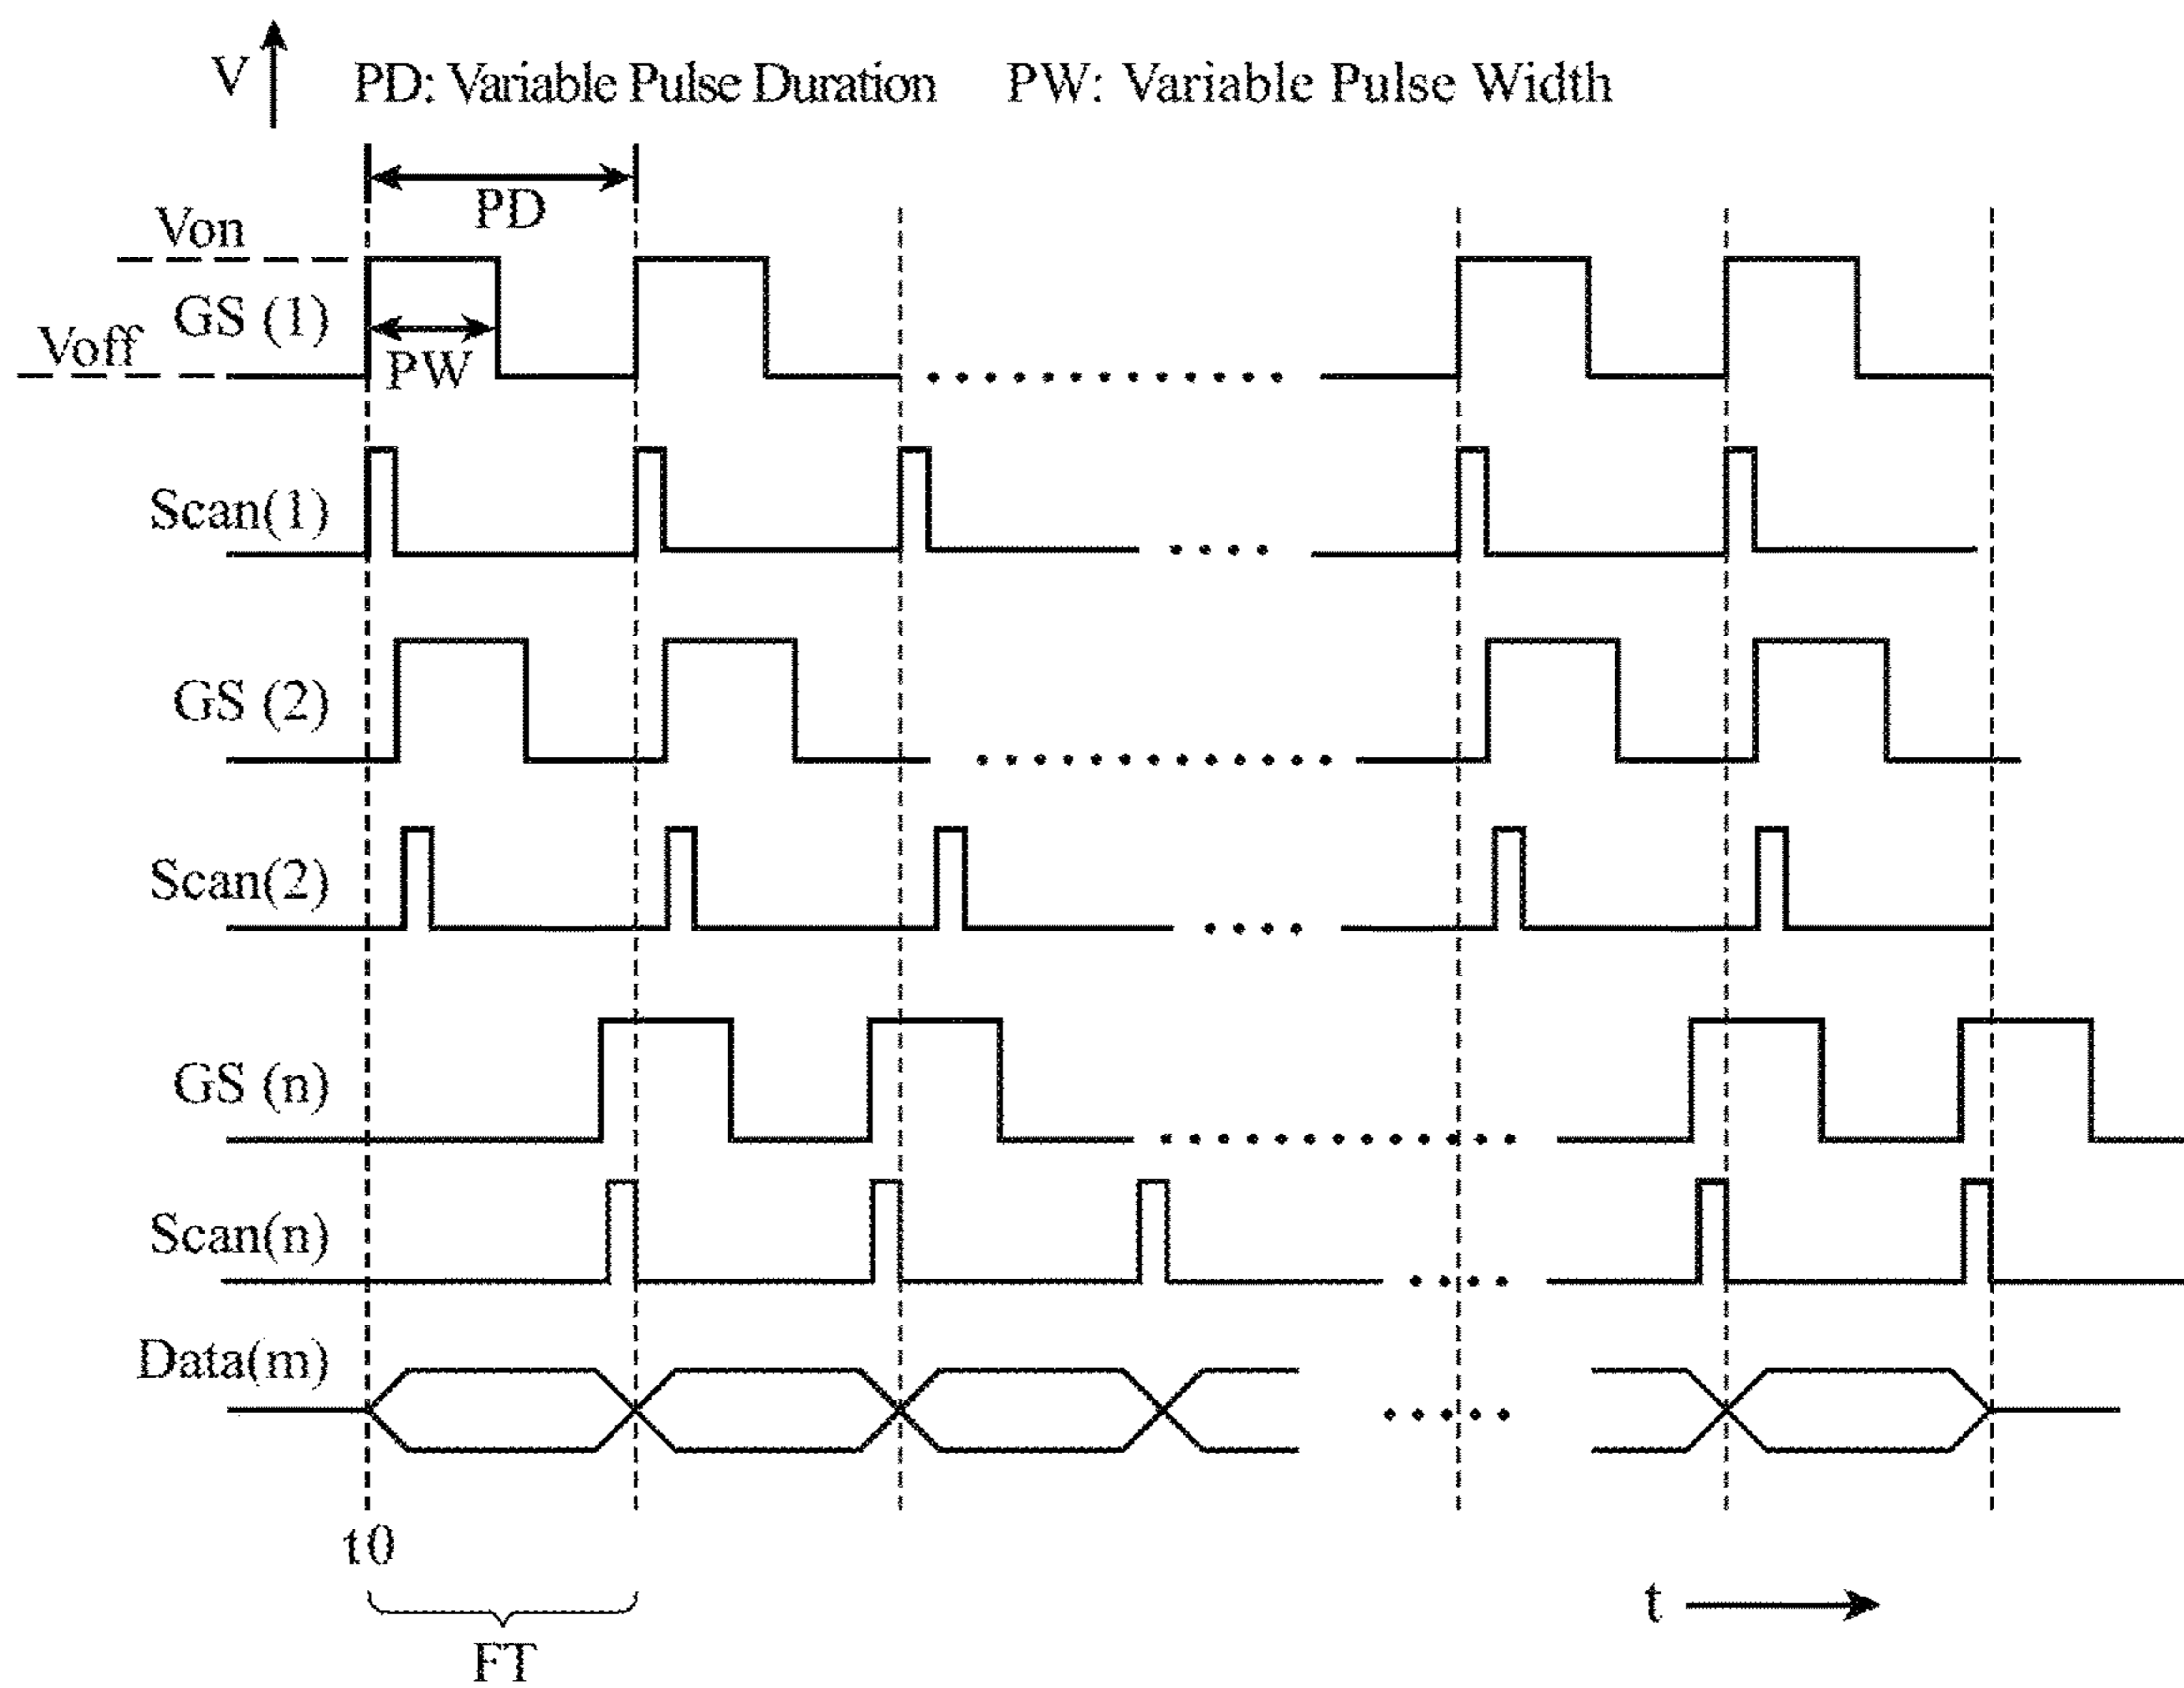 V
PD: Variable Pulse Duration PW: Variable Pulse Width
PD
Von
GS (1)
Voff
PW
Scan(1)
GS (2)
Scan(2)
GS (n)
Scan(n)
Data(m)
t0
t
FT